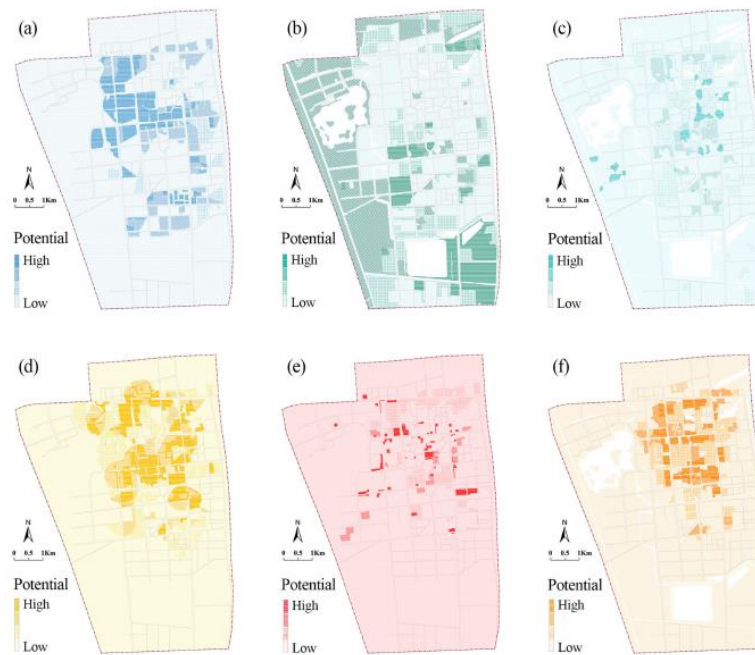 (a)
N
0 0.5 1Km
Potential
High
Low
(b)
N
0 0.5 1Km
Potential
High
Low
(c)
N
0 0.5 1Km
Potential
High
Low
(d)
N
0 0.5 1Km
Potential
High
Low
(e)
N
0 0.5 1Km
Potential
High
Low
(f)
N
0 0.5 1Km
Potential
High
Low